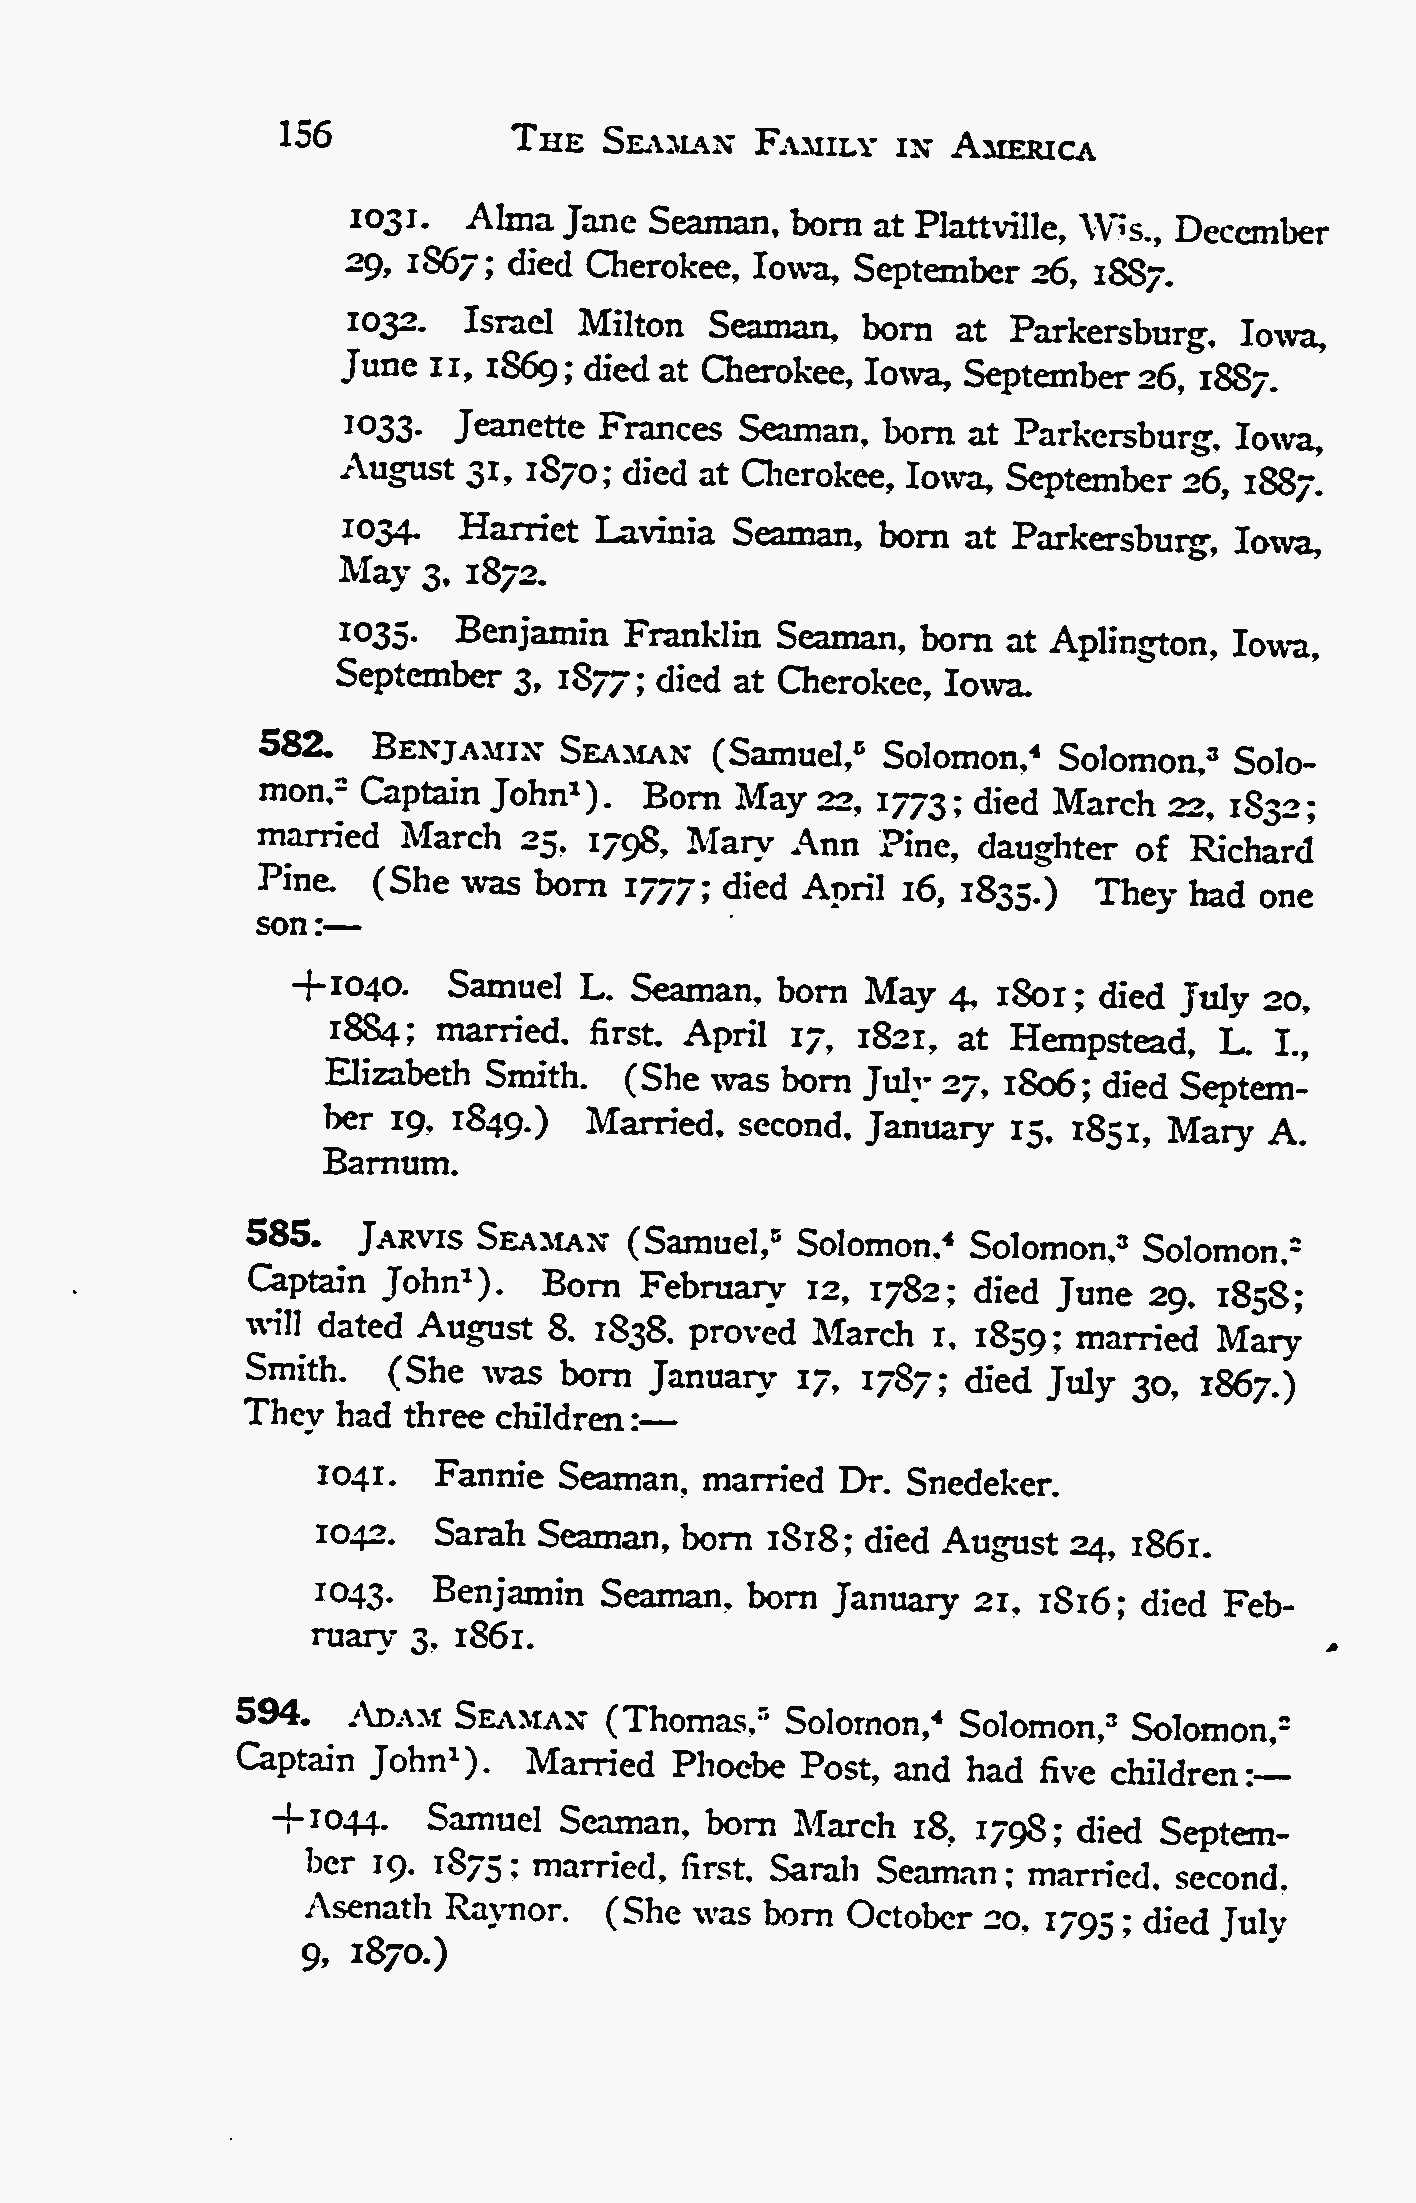 156 THE SEAMAN FAMILY IN AMERICA
1031. Alma Jane Seaman, born at Plattville, Wis., December
29, 1867; died Cherokee, Iowa, September 26, 1887.
1032. Israel Milton Seaman, born at Parkersburg, Iowa,
June 11, 1869; died at Cherokee, Iowa, September 26, 1887.
1033. Jeanette Frances Seaman, born at Parkersburg, Iowa,
August 31, 1870; died at Cherokee, Iowa, September 26, 1887.
1034. Harriet Lavinia Seaman, born at Parkersburg, Iowa,
May 3, 1872.
1035. Benjamin Franklin Seaman, born at Aplington, Iowa,
September 3, 1877; died at Cherokee, Iowa.
582. BENJAMIN SEAMAN (Samuel,⁵ Solomon,⁴ Solomon,³ Solo-
mon,² Captain John¹). Born May 22, 1773; died March 22, 1832;
married March 25, 1798, Mary Ann Pine, daughter of Richard
Pine. (She was born 1777; died April 16, 1835.) They had one
son:—
+1040. Samuel L. Seaman, born May 4, 1801; died July 20,
1884; married, first, April 17, 1821, at Hempstead, L. I.,
Elizabeth Smith. (She was born July 27, 1806; died Septem-
ber 19, 1849.) Married, second, January 15, 1851, Mary A.
Barnum.
585. JARVIS SEAMAN (Samuel,⁵ Solomon,⁴ Solomon,³ Solomon,²
Captain John¹). Born February 12, 1782; died June 29, 1858;
will dated August 8, 1838, proved March 1, 1859; married Mary
Smith. (She was born January 17, 1787; died July 30, 1867.)
They had three children:—
1041. Fannie Seaman, married Dr. Snedeker.
1042. Sarah Seaman, born 1818; died August 24, 1861.
1043. Benjamin Seaman, born January 21, 1816; died Feb-
ruary 3, 1861.
594. ADAM SEAMAN (Thomas,⁵ Solomon,⁴ Solomon,³ Solomon,²
Captain John¹). Married Phoebe Post, and had five children:—
+1044. Samuel Seaman, born March 18, 1798; died Septem-
ber 19, 1875; married, first, Sarah Seaman; married, second,
Asenath Raynor. (She was born October 20, 1795; died July
9, 1870.)